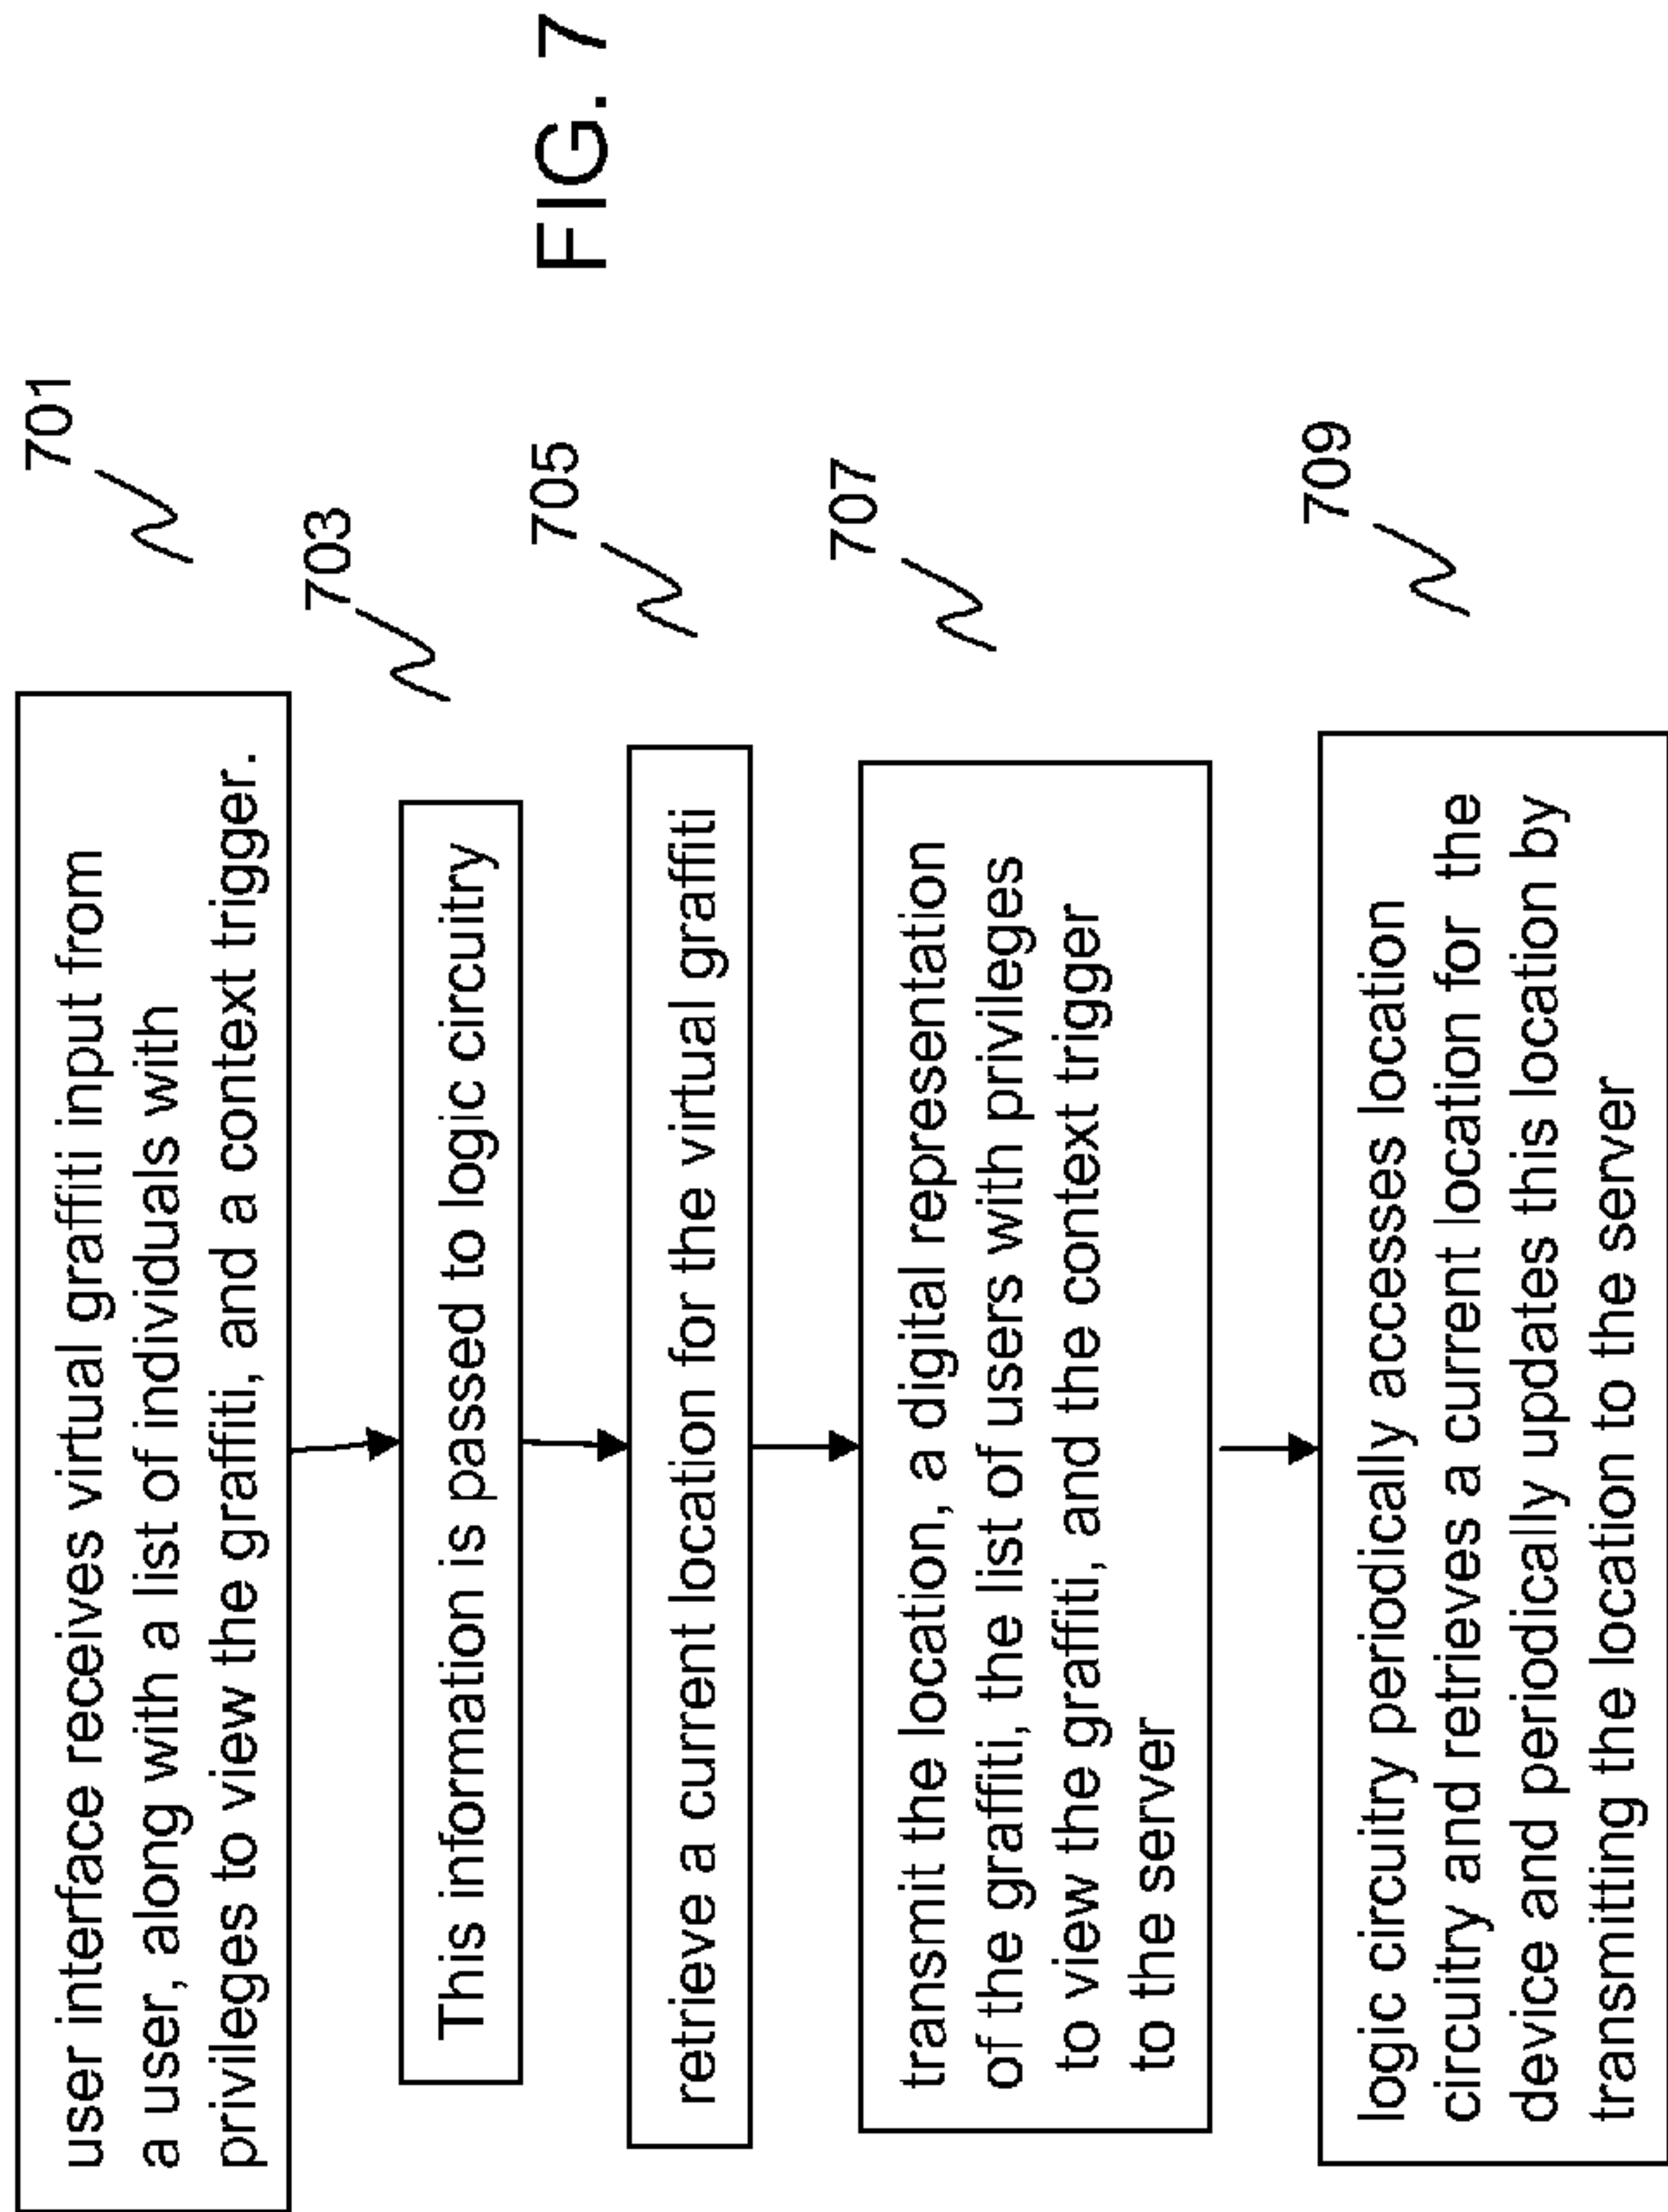 user interface receives virtual graffiti input from
a user, along with a list of individuals with
privileges to view the graffiti, and a context trigger.
701
This information is passed to logic circuitry
703
retrieve a current location for the virtual graffiti
705
transmit the location, a digital representation
of the graffiti, the list of users with privileges
to view the graffiti, and the context trigger
to the server
707
logic circuitry periodically accesses location
circuitry and retrieves a current location for the
device and periodically updates this location by
transmitting the location to the server
709
FIG. 7